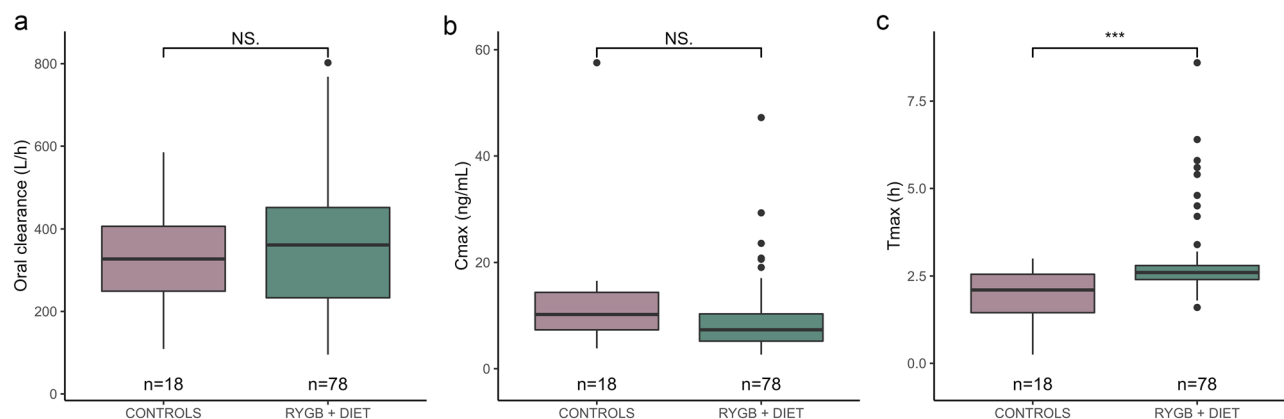 a
NS.
Oral clearance (L/h)
800
600
400
200
0
n=18
n=78
CONTROLS
RYGB + DIET
b
NS.
Cmax (ng/mL)
60
40
20
0
n=18
n=78
CONTROLS
RYGB + DIET
c
***
Tmax (h)
7.5
5.0
2.5
0.0
n=18
n=78
CONTROLS
RYGB + DIET